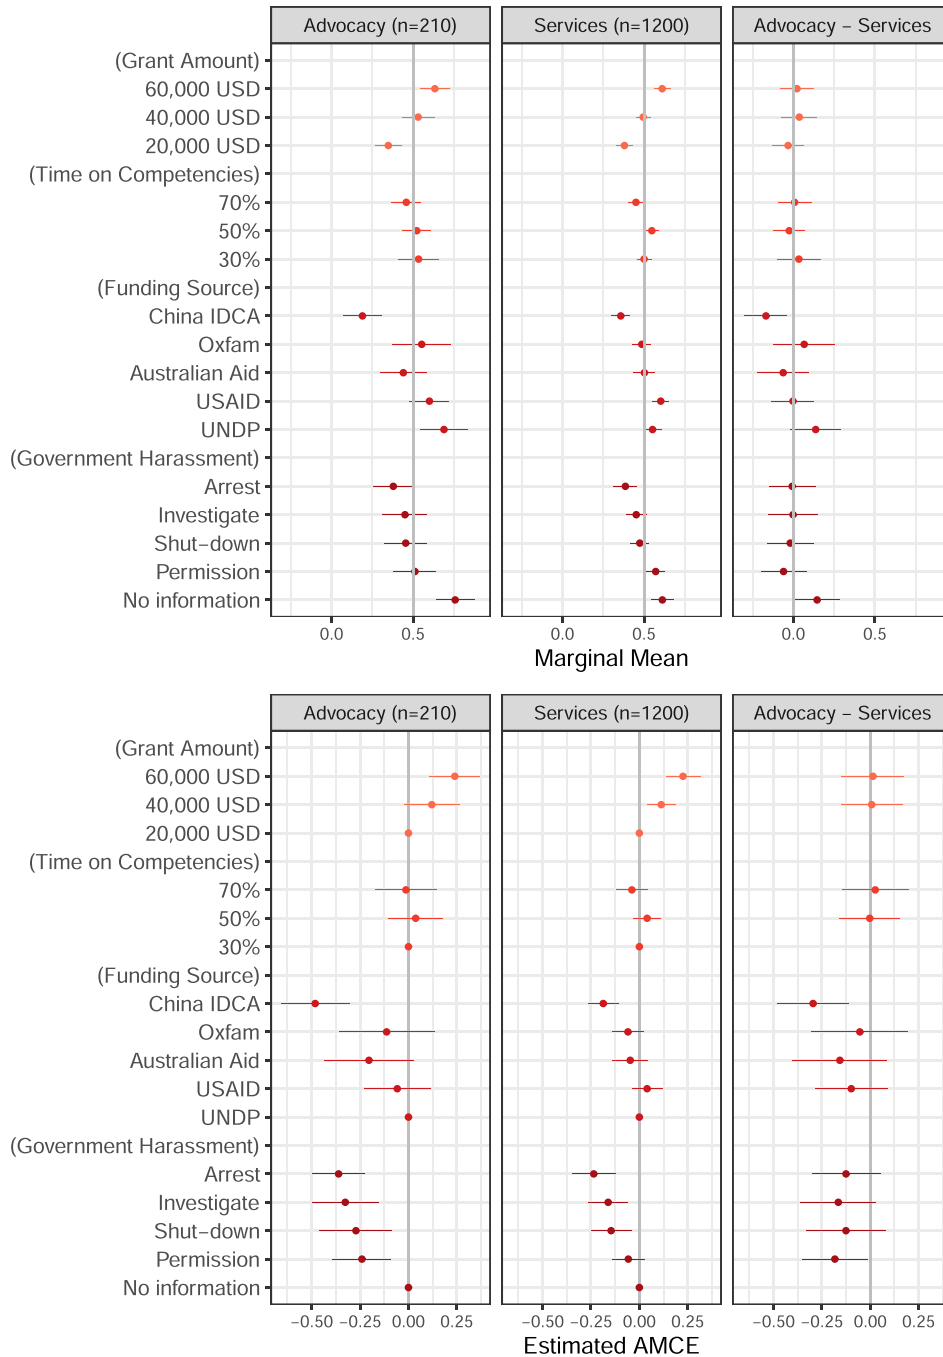 Advocacy (n=210) Services (n=1200) Advocacy − Services
(Grant Amount)
60,000 USD
40,000 USD
20,000 USD
(Time on Competencies)
70%
50%
30%
(Funding Source)
China IDCA
Oxfam
Australian Aid
USAID
UNDP
(Government Harassment)
Arrest
Investigate
Shut−down
Permission
No information
0.0 0.5 0.0 0.5 0.0 0.5
Marginal Mean
Advocacy (n=210) Services (n=1200) Advocacy − Services
(Grant Amount)
60,000 USD
40,000 USD
20,000 USD
(Time on Competencies)
70%
50%
30%
(Funding Source)
China IDCA
Oxfam
Australian Aid
USAID
UNDP
(Government Harassment)
Arrest
Investigate
Shut−down
Permission
No information
−0.50 −0.25 0.00 0.25 −0.50 −0.25 0.00 0.25 −0.50 −0.25 0.00 0.25
Estimated AMCE